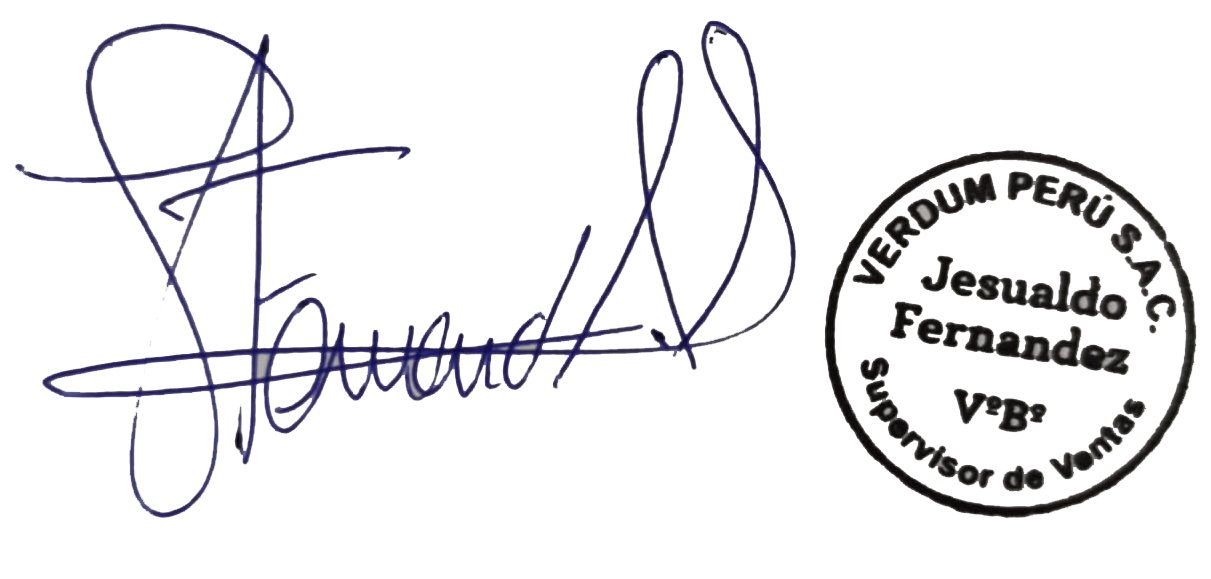 VERDUM PERÚ S.A.C.
Jesualdo
Fernandez
VºBº
Supervisor de Ventas